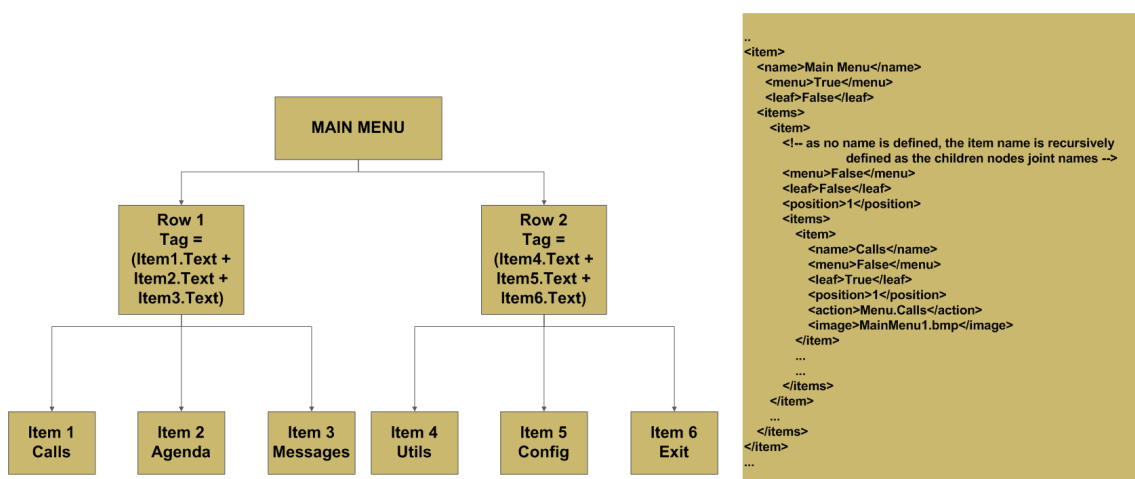 MAIN MENU
Row 1
Tag =
(Item1.Text +
Item2.Text +
Item3.Text)
Row 2
Tag =
(Item4.Text +
Item5.Text +
Item6.Text)
Item 1
Calls
Item 2
Agenda
Item 3
Messages
Item 4
Utils
Item 5
Config
Item 6
Exit
..
<item>
<name>Main Menu</name>
<menu>True</menu>
<leaf>False</leaf>
<items>
<item>
<!-- as no name is defined, the item name is recursively
defined as the children nodes joint names -->
<menu>False</menu>
<leaf>False</leaf>
<position>1</position>
<items>
<item>
<name>Calls</name>
<menu>False</menu>
<leaf>True</leaf>
<position>1</position>
<action>Menu.Calls</action>
<image>MainMenu1.bmp</image>
</item>
...
...
</items>
</item>
...
</items>
</item>
...